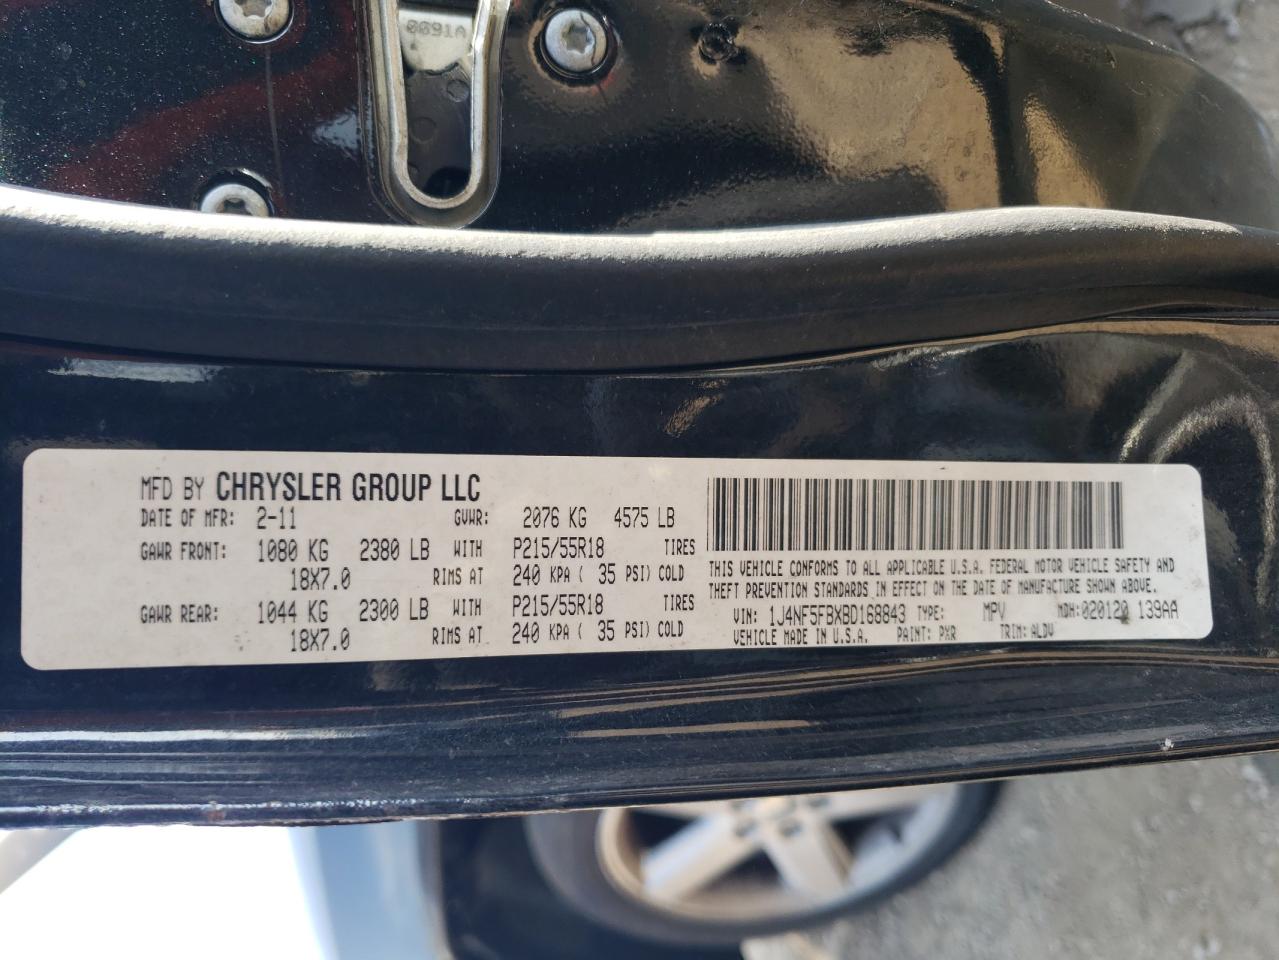 0691A
MFD BY CHRYSLER GROUP LLC
DATE OF MFR: 2-11 GVWR: 2076 KG 4575 LB
GAWR FRONT: 1080 KG 2380 LB WITH P215/55R18 TIRES
18X7.0 RIMS AT 240 KPA ( 35 PSI) COLD
GAWR REAR: 1044 KG 2300 LB WITH P215/55R18 TIRES
18X7.0 RIMS AT 240 KPA ( 35 PSI) COLD
THIS VEHICLE CONFORMS TO ALL APPLICABLE U.S.A. FEDERAL MOTOR VEHICLE SAFETY AND
THEFT PREVENTION STANDARDS IN EFFECT ON THE DATE OF MANUFACTURE SHOWN ABOVE.
VIN: 1J4NF5FBXBD168843 TYPE: MPV MDH:020120 139AA
VEHICLE MADE IN U.S.A. PAINT: PXR TRIM: ALDV